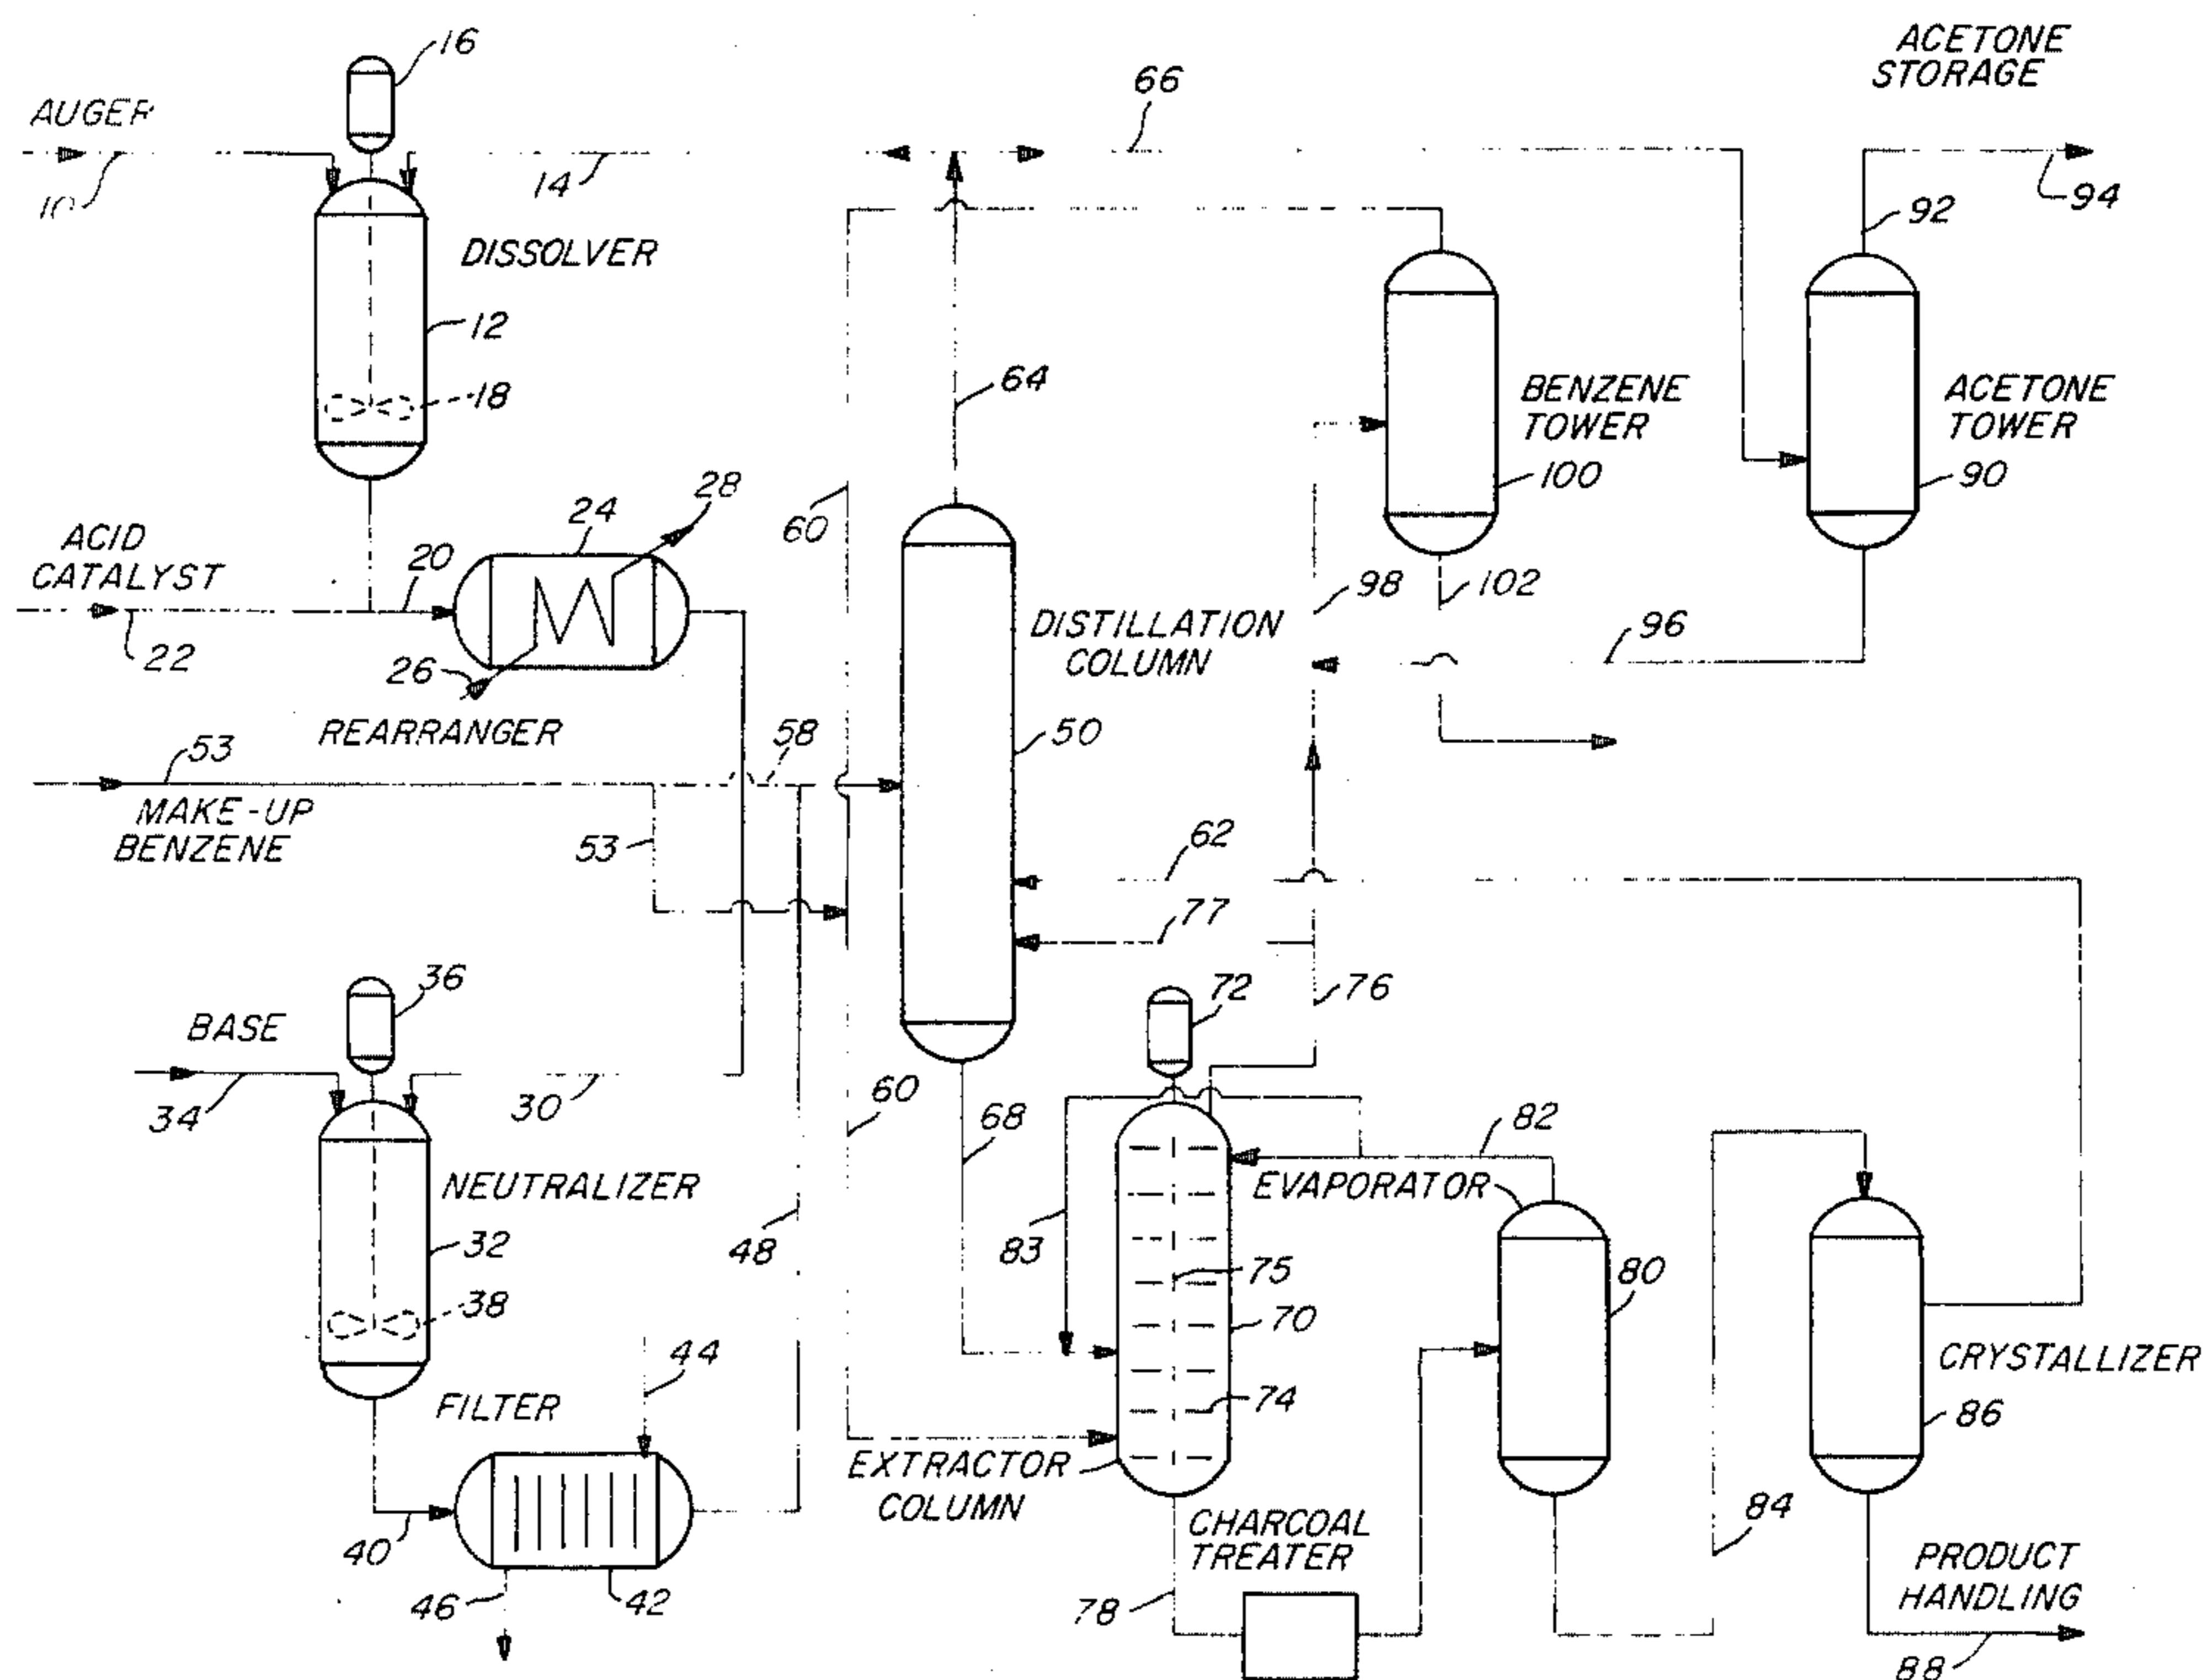 16
ACETONE
STORAGE
66
AUGER
10
14
92
94
DISSOLVER
12
18
64
BENZENE
TOWER
ACETONE
TOWER
100
90
28
24
60
ACID
CATALYST
20
22
26
98
102
96
DISTILLATION
COLUMN
REARRANGER
58
50
53
MAKE-UP
BENZENE
53
62
77
36
72
76
BASE
34
30
60
68
82
NEUTRALIZER
EVAPORATOR
32
48
83
75
80
38
70
44
CRYSTALLIZER
FILTER
74
86
EXTRACTOR
COLUMN
CHARCOAL
TREATER
84
40
PRODUCT
HANDLING
46
42
78
88